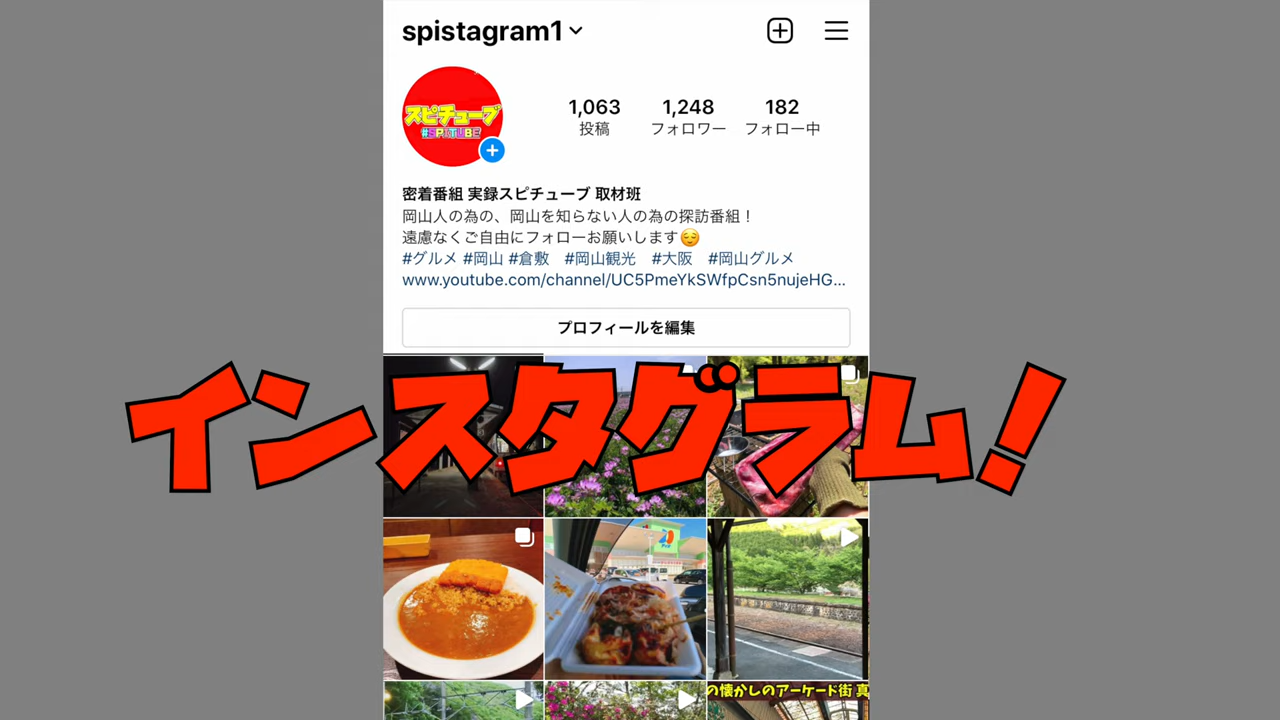 spistagram1
スピチューブ
#SPITUBE
1,063 1,248 182
投稿 フォロワー フォロー中
密着番組 実録スピチューブ 取材班
岡山人の為の、岡山を知らない人の為の探訪番組！
遠慮なくご自由にフォローお願いします😌
#グルメ #岡山 #倉敷　#岡山観光　#大阪　#岡山グルメ
www.youtube.com/channel/UC5PmeYkSWfpCsn5nujeHG...
プロフィールを編集
インスタグラム！
の懐かしのアーケード街 真